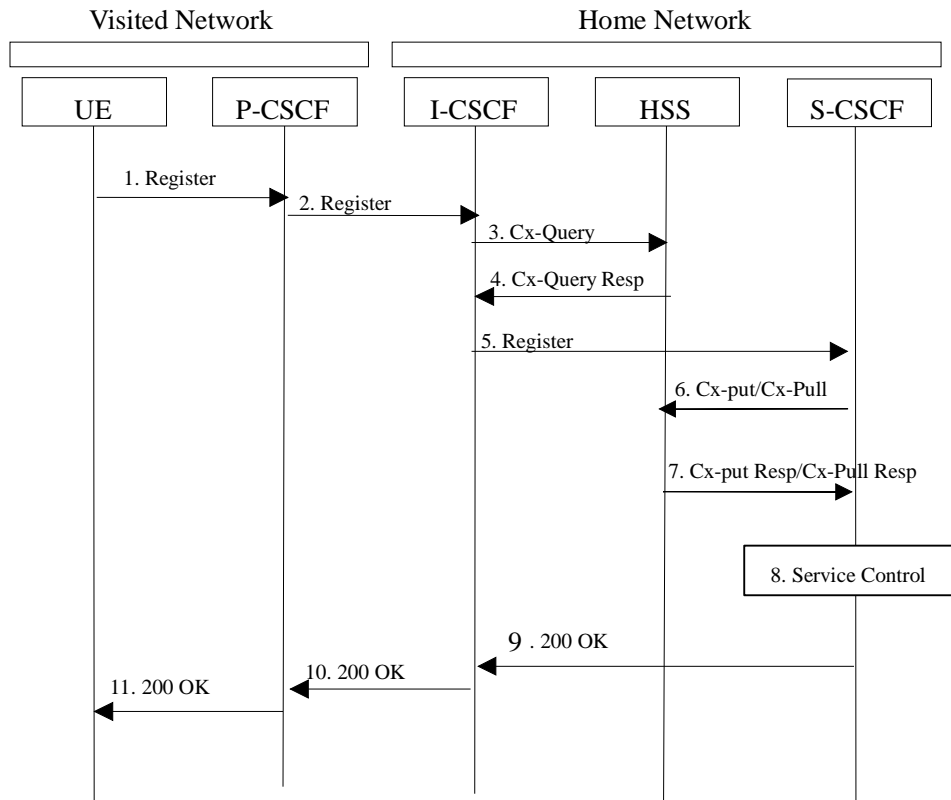 Visited Network
Home Network
UE
P-CSCF
I-CSCF
HSS
S-CSCF
1. Register
2. Register
3. Cx-Query
4. Cx-Query Resp
5. Register
6. Cx-put/Cx-Pull
7. Cx-put Resp/Cx-Pull Resp
8. Service Control
9 . 200 OK
10. 200 OK
11. 200 OK